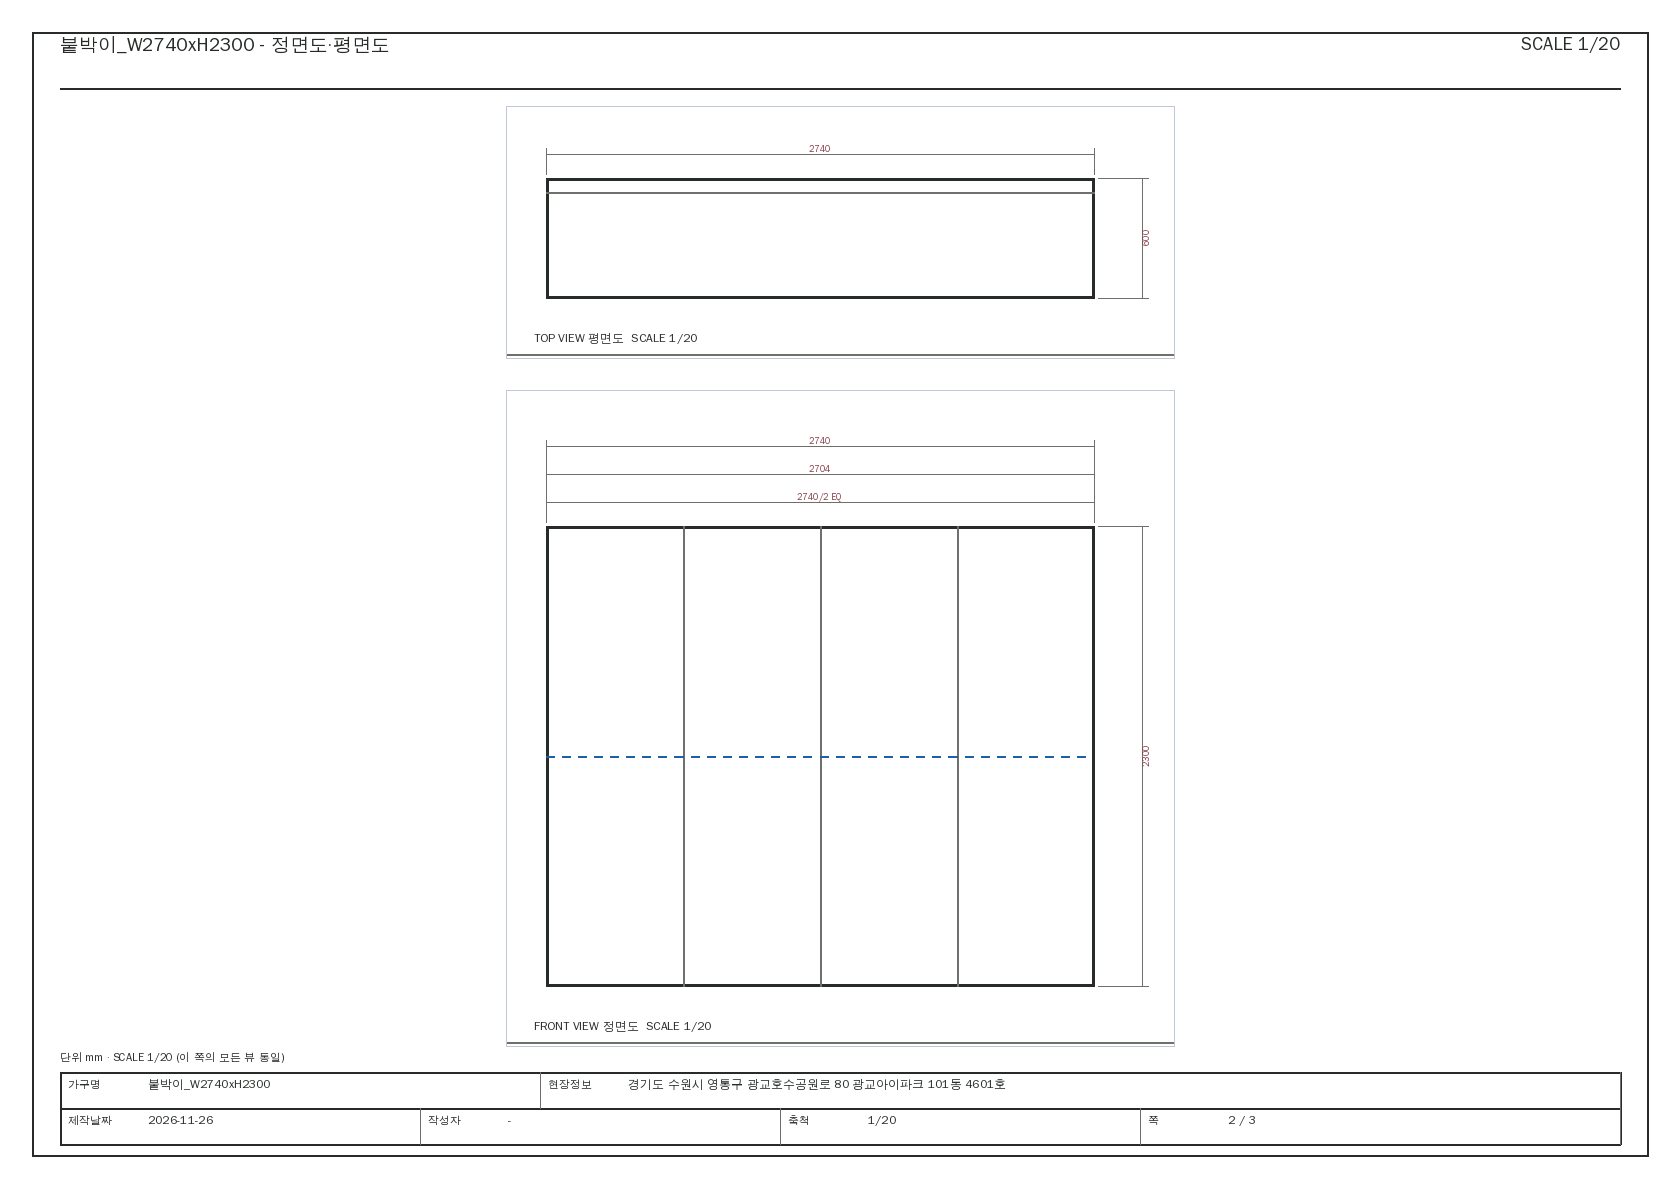 붙박이_W2740xH2300 - 정면도·평면도
SCALE 1/20
2740
600
TOP VIEW 평면도 SCALE 1/20
2740
2704
2740/2 EQ
2300
FRONT VIEW 정면도 SCALE 1/20
단위 mm · SCALE 1/20 (이 쪽의 모든 뷰 동일)
가구명 붙박이_W2740xH2300 현장정보 경기도 수원시 영통구 광교호수공원로 80 광교아이파크 101동 4601호
제작날짜 2026-11-26 작성자 - 축척 1/20 쪽 2 / 3